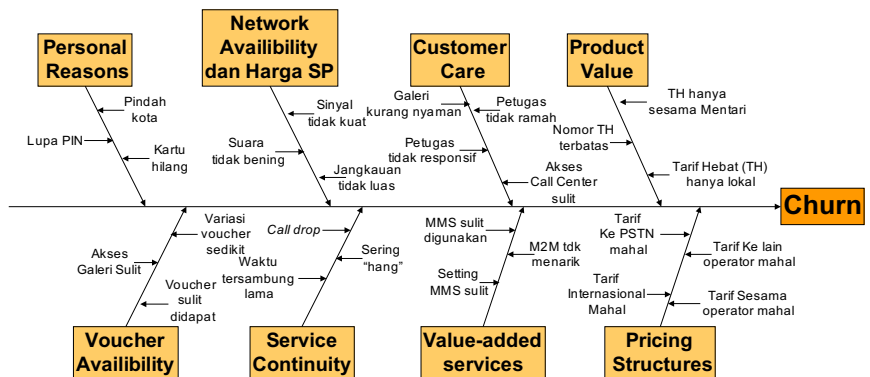 Personal
Reasons
Network
Availibility
dan Harga SP
Customer
Care
Product
Value
Pindah
kota
Lupa PIN
Kartu
hilang
Sinyal
tidak kuat
Suara
tidak bening
Jangkauan
tidak luas
Galeri
kurang nyaman
Petugas
tidak ramah
Petugas
tidak responsif
Akses
Call Center
sulit
TH hanya
sesama Mentari
Nomor TH
terbatas
Tarif Hebat (TH)
hanya lokal
Churn
Variasi
voucher
sedikit
Akses
Galeri Sulit
Voucher
sulit
didapat
Call drop
Sering
“hang”
Waktu
tersambung
lama
MMS sulit
digunakan
M2M tdk
menarik
Setting
MMS sulit
Tarif
Ke PSTN
mahal
Tarif Ke lain
operator mahal
Tarif
Internasional
Mahal
Tarif Sesama
operator mahal
Voucher
Availibility
Service
Continuity
Value-added
services
Pricing
Structures